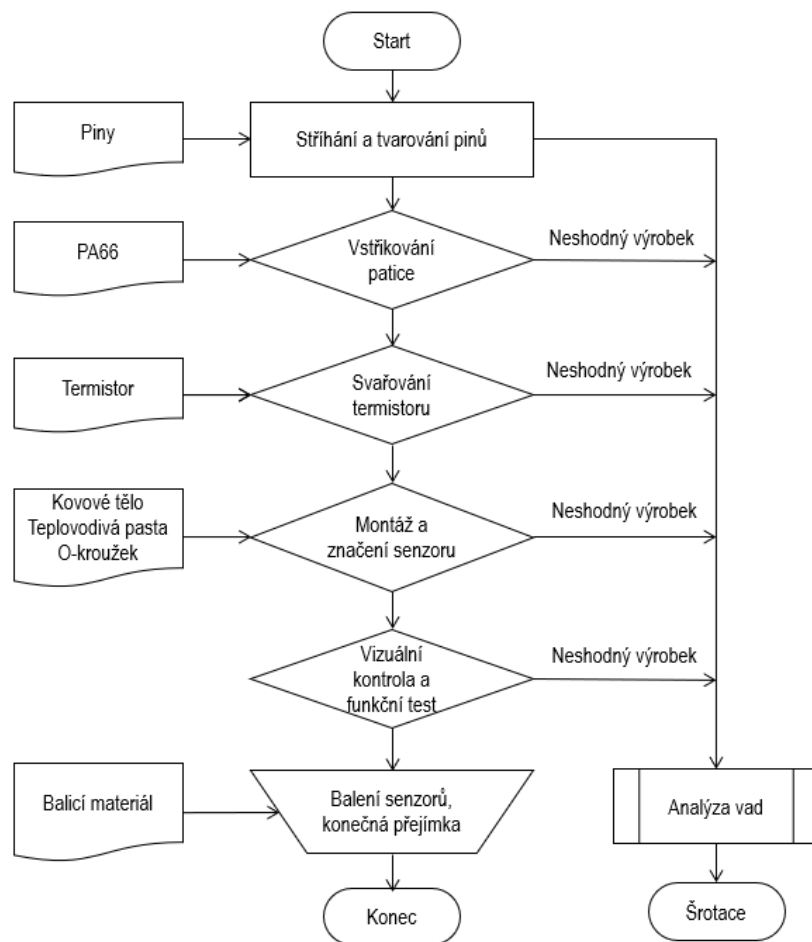 Start
Piny
Stříhání a tvarování pinů
PA66
Vstřikování
patice
Neshodný výrobek
Termistor
Svařování
termistoru
Neshodný výrobek
Kovové tělo
Teplovodivá pasta
O-kroužek
Montáž a
značení senzoru
Neshodný výrobek
Vizuální
kontrola a
funkční test
Neshodný výrobek
Balicí materiál
Balení senzorů,
konečná přejímka
Analýza vad
Konec
Šrotace